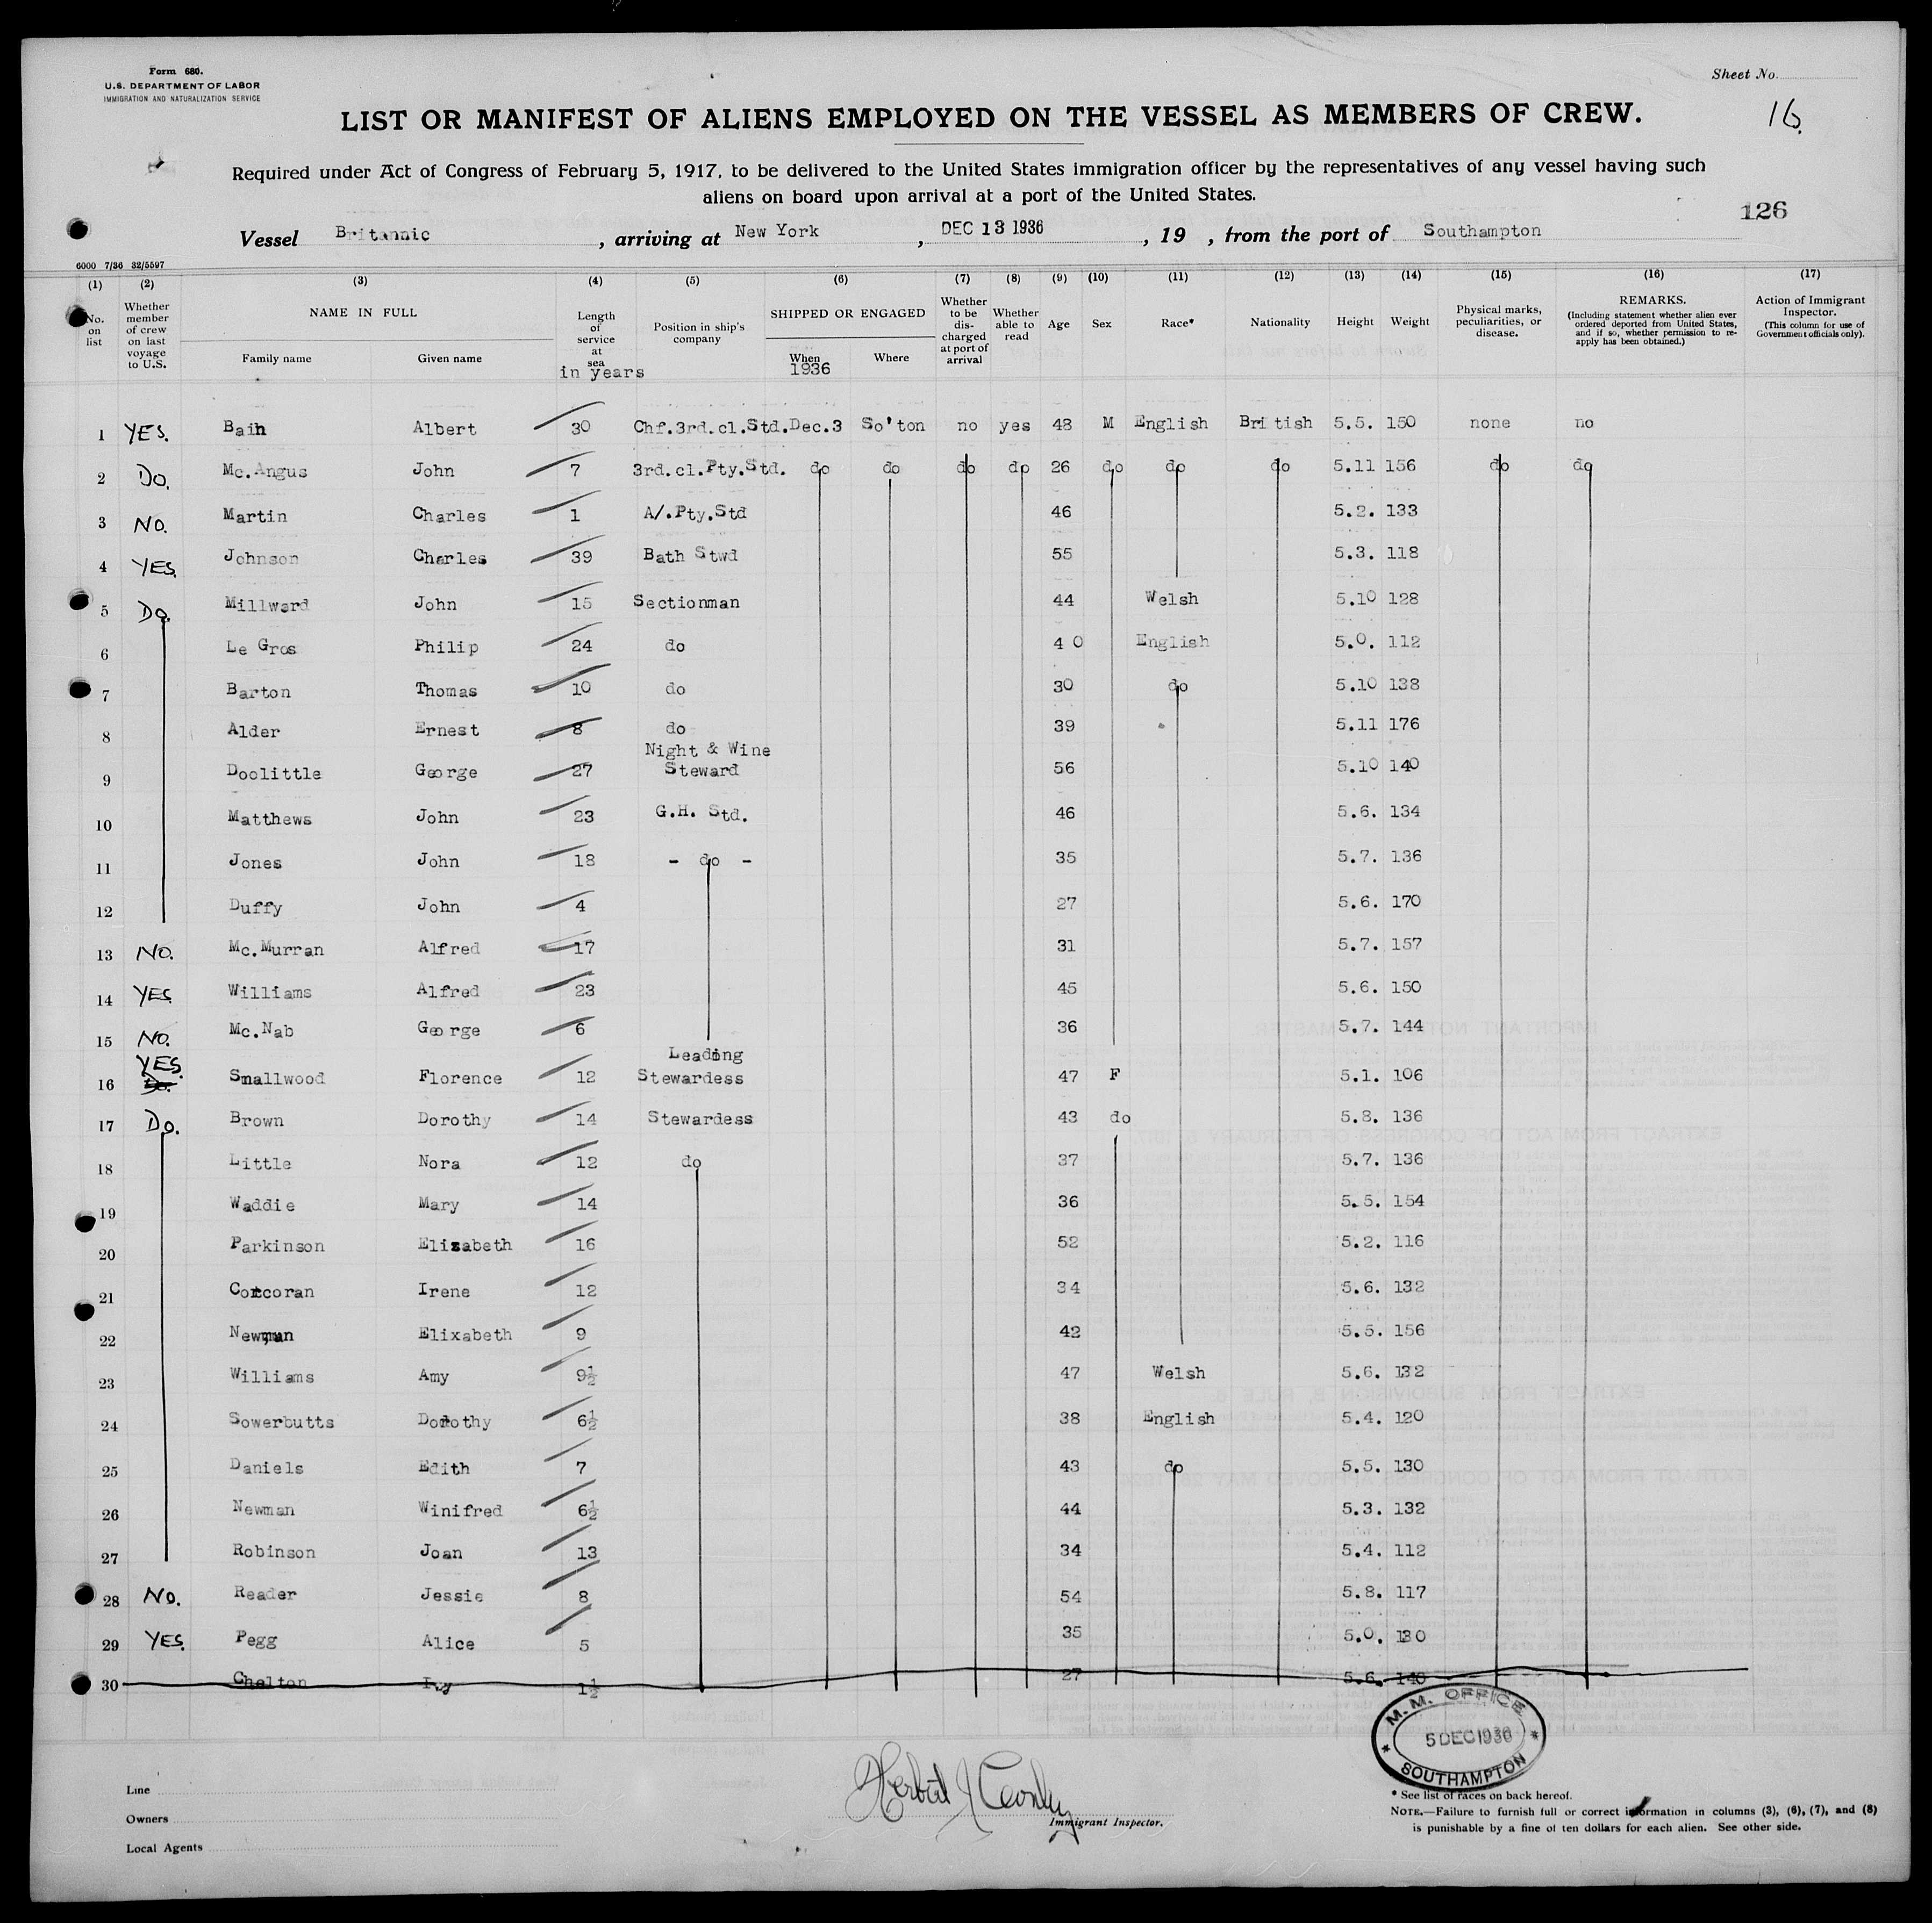 Form 680.
U.S. DEPARTMENT OF LABOR
IMMIGRATION AND NATURALIZATION SERVICE
Sheet No.
16.
LIST OR MANIFEST OF ALIENS EMPLOYED ON THE VESSEL AS MEMBERS OF CREW.
Required under Act of Congress of February 5, 1917, to be delivered to the United States immigration officer by the representatives of any vessel having such
aliens on board upon arrival at a port of the United States.
126
Vessel Britannic, arriving at New York, DEC 13 1936, 19 , from the port of Southampton
6000 7/36 32/5597
(1) (2) (3) (4) (5) (6) (7) (8) (9) (10) (11) (12) (13) (14) (15) (16) (17)
No. on list
Whether member of crew on last voyage to U.S.
NAME IN FULL
Family name Given name
Length of service at sea
in years
Position in ship's company
SHIPPED OR ENGAGED
When Where
1936
Whether to be discharged at port of arrival
Whether able to read
Age Sex Race* Nationality Height Weight
Physical marks, peculiarities, or disease.
REMARKS.
(Including statement whether alien ever ordered deported from United States, and if so, whether permission to re-apply has been obtained.)
Action of Immigrant Inspector.
(This column for use of Government officials only).
1 YES. Bain Albert 30 Chf.3rd.cl.Std. Dec.3 So'ton no yes 48 M English British 5.5. 150 none no
2 Do. Mc.Angus John 7 3rd.cl.Pty.Std. do do do do 26 do do do 5.11 156 do do
3 NO. Martin Charles 1 A/.Pty.Std 46 5.2. 133
4 YES. Johnson Charles 39 Bath Stwd 55 5.3. 118
5 Do. Millward John 15 Sectionman 44 Welsh 5.10 128
6 Le Gros Philip 24 do 4 0 English 5.0. 112
7 Barton Thomas 10 do 30 do 5.10 138
8 Alder Ernest 8 do 39 5.11 176
9 Doolittle George 27 Night & Wine Steward 56 5.10 140
10 Matthews John 23 G.H. Std. 46 5.6. 134
11 Jones John 18 - do - 35 5.7. 136
12 Duffy John 4 27 5.6. 170
13 NO. Mc.Murran Alfred 17 31 5.7. 157
14 YES Williams Alfred 23 45 5.6. 150
15 NO. Mc.Nab George 6 36 5.7. 144
16 YES. Do. Smallwood Florence 12 Leading Stewardess 47 F 5.1. 106
17 Do. Brown Dorothy 14 Stewardess 43 do 5.8. 136
18 Little Nora 12 do 37 5.7. 136
19 Waddie Mary 14 36 5.5. 154
20 Parkinson Elisabeth 16 52 5.2. 116
21 Corcoran Irene 12 34 5.6. 132
22 Newman Elixabeth 9 42 5.5. 156
23 Williams Amy 9½ 47 Welsh 5.6. 132
24 Sowerbutts Dorothy 6½ 38 English 5.4. 120
25 Daniels Edith 7 43 do 5.5. 130
26 Newman Winifred 6½ 44 5.3. 132
27 Robinson Joan 13 34 5.4. 112
28 NO. Reader Jessie 8 54 5.8. 117
29 YES. Pegg Alice 5 35 5.0. 130
30 Chelton Ivy 1½ 27 5.6. 140
M.M. OFFICE
5 DEC 1936
SOUTHAMPTON
Line
Owners
Local Agents
Immigrant Inspector.
* See list of races on back hereof.
NOTE.—Failure to furnish full or correct information in columns (3), (6), (7), and (8)
is punishable by a fine of ten dollars for each alien. See other side.